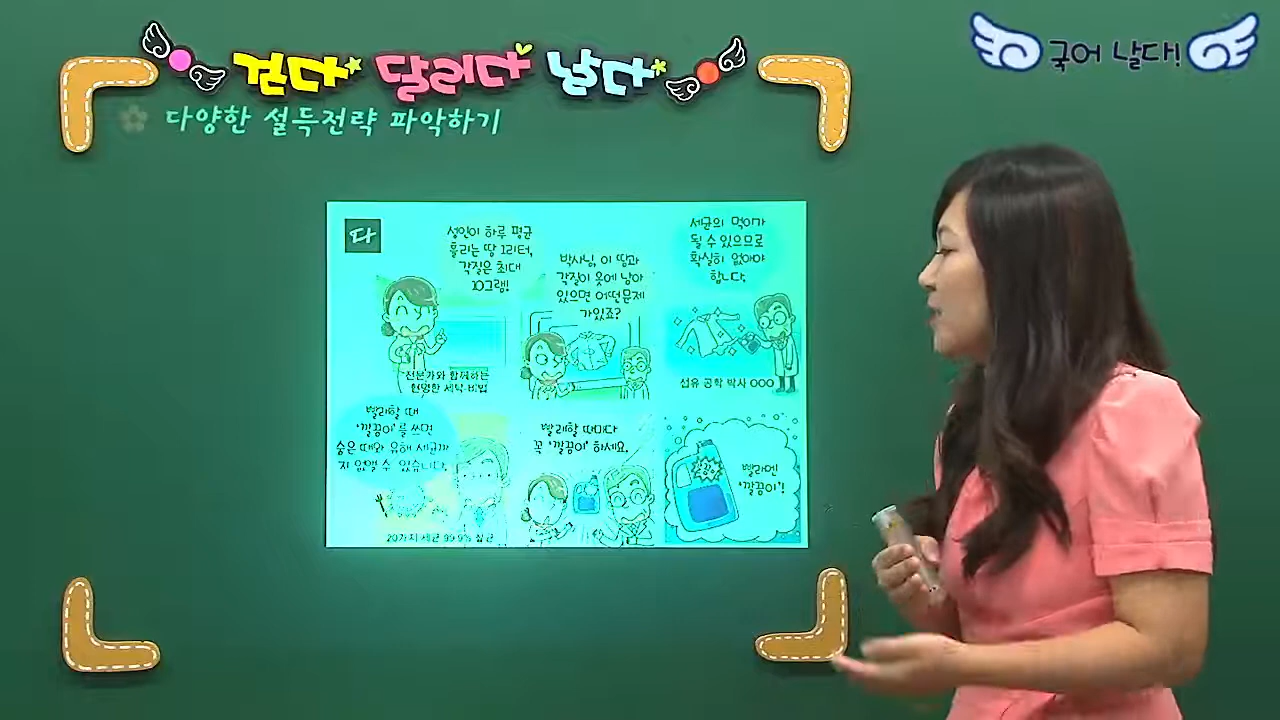 걷다 달리다 날다
국어 날다!
다양한 설득전략 파악하기
다
성인이 하루 평균
흘리는 땀 1리터,
각질은 최대
10그램!
전문가와 함께하는
현명한 세탁 비법
박사님, 이 땀과
각질이 옷에 남아
있으면 어떤문제
가있죠?
세균의 먹이가
될 수 있으므로
확실히 없애야
합니다.
섬유 공학 박사 OOO
빨래할 때
'깔끔이'를 쓰면
숨은 때와 유해 세균까
지 없앨 수 있습니다.
20가지 세균 99.9% 살균
빨래할 때마다
꼭 '깔끔이' 하세요.
깔끔이
빨래엔
'깔끔이'!